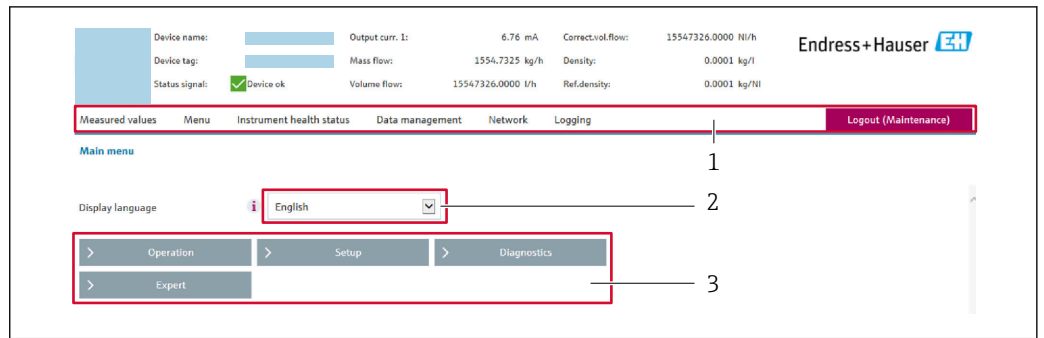 Device name: Output curr. 1: 6.76 mA Correct.vol.flow: 15547326.0000 Nl/h
Endress+Hauser EH
Device tag: Mass flow: 1554.7325 kg/h Density: 0.0001 kg/l
Status signal: Device ok Volume flow: 15547326.0000 l/h Ref.density: 0.0001 kg/Nl
Measured values Menu Instrument health status Data management Network Logging Logout (Maintenance)
1
Main menu
Display language i English 2
> Operation > Setup > Diagnostics
> Expert 3